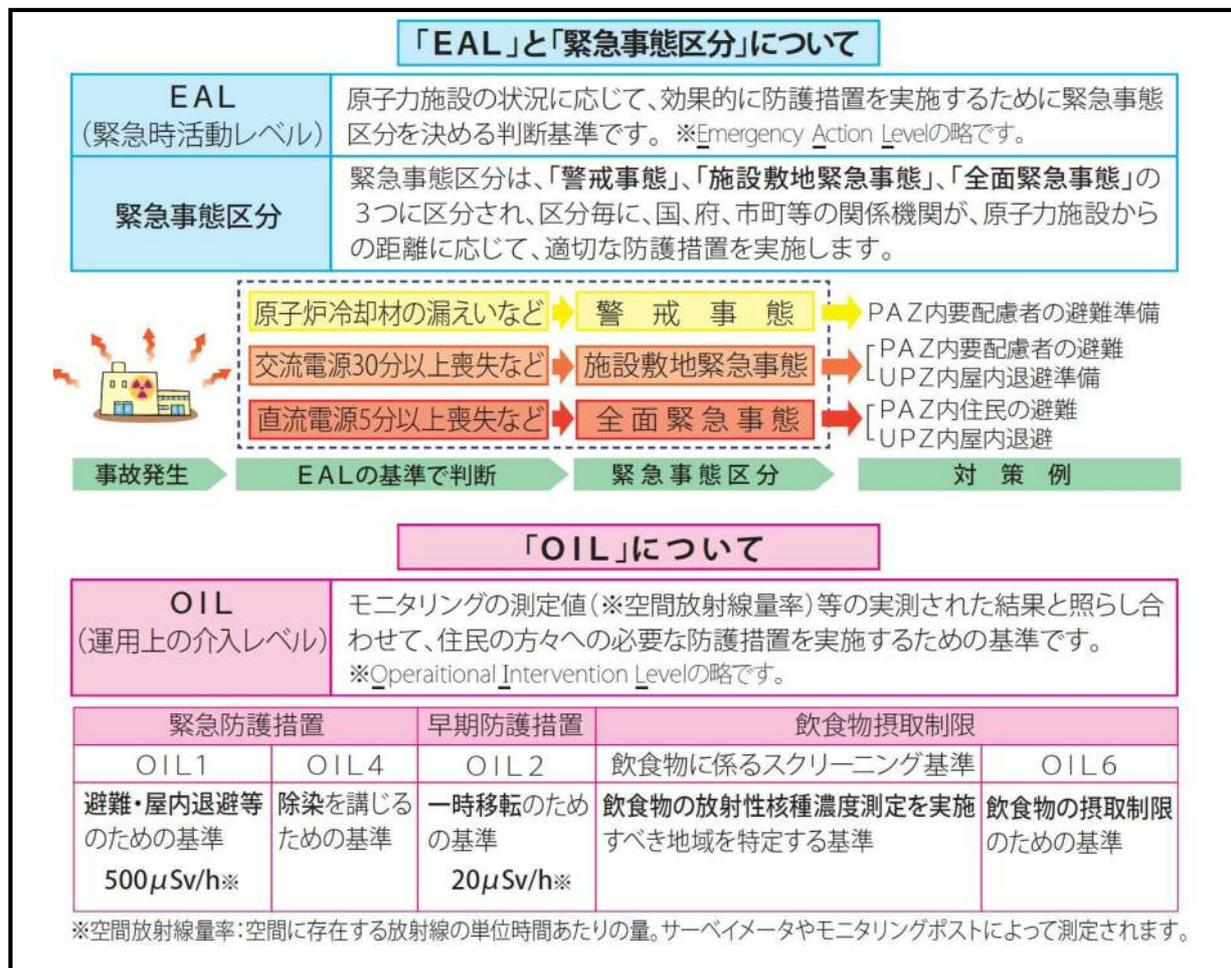 「EAL」と「緊急事態区分」について
EAL
(緊急時活動レベル)
原子力施設の状況に応じて、効果的に防護措置を実施するために緊急事態
区分を決める判断基準です。 ※Emergency Action Levelの略です。
緊急事態区分
緊急事態区分は、「警戒事態」、「施設敷地緊急事態」、「全面緊急事態」の
3つに区分され、区分毎に、国、府、市町等の関係機関が、原子力施設から
の距離に応じて、適切な防護措置を実施します。
原子炉冷却材の漏えいなど
警戒事態
PAZ内要配慮者の避難準備
交流電源30分以上喪失など
施設敷地緊急事態
PAZ内要配慮者の避難
UPZ内屋内退避準備
直流電源5分以上喪失など
全面緊急事態
PAZ内住民の避難
UPZ内屋内退避
事故発生
EALの基準で判断
緊急事態区分
対策例
「OIL」について
OIL
(運用上の介入レベル)
モニタリングの測定値(※空間放射線量率)等の実測された結果と照らし合
わせて、住民の方々への必要な防護措置を実施するための基準です。
※Operaitional Intervention Levelの略です。
緊急防護措置
早期防護措置
飲食物摂取制限
OIL1
OIL4
OIL2
飲食物に係るスクリーニング基準
OIL6
避難・屋内退避等
のための基準
500μSv/h※
除染を講じる
ための基準
一時移転のため
の基準
20μSv/h※
飲食物の放射性核種濃度測定を実施
すべき地域を特定する基準
飲食物の摂取制限
のための基準
※空間放射線量率:空間に存在する放射線の単位時間あたりの量。サーベイメータやモニタリングポストによって測定されます。